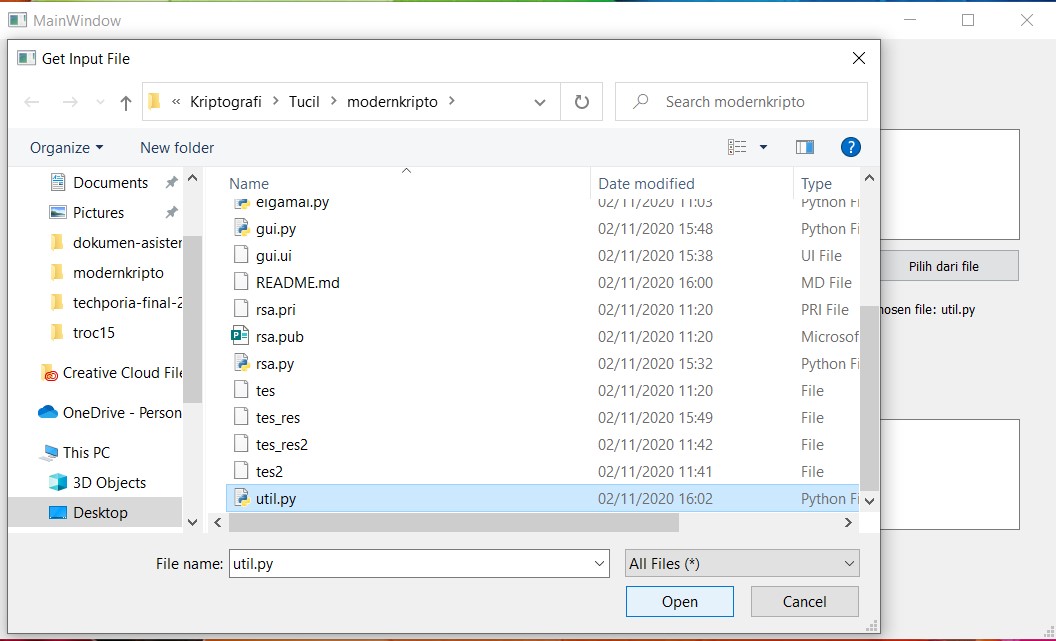 MainWindow
Get Input File
« Kriptografi > Tucil > modernkripto >
Search modernkripto
Organize
New folder
?
Documents
Pictures
dokumen-asister
modernkripto
techporia-final-2
troc15
Creative Cloud File
OneDrive - Person
This PC
3D Objects
Desktop
Name Date modified Type
elgamal.py 02/11/2020 11:03 Python Fi
gui.py 02/11/2020 15:48 Python Fi
gui.ui 02/11/2020 15:38 UI File
README.md 02/11/2020 16:00 MD File
rsa.pri 02/11/2020 11:20 PRI File
rsa.pub 02/11/2020 11:20 Microsof
rsa.py 02/11/2020 15:32 Python Fi
tes 02/11/2020 11:20 File
tes_res 02/11/2020 15:49 File
tes_res2 02/11/2020 11:42 File
tes2 02/11/2020 11:41 File
util.py 02/11/2020 16:02 Python Fi
File name: util.py
All Files (*)
Open
Cancel
Pilih dari file
hosen file: util.py